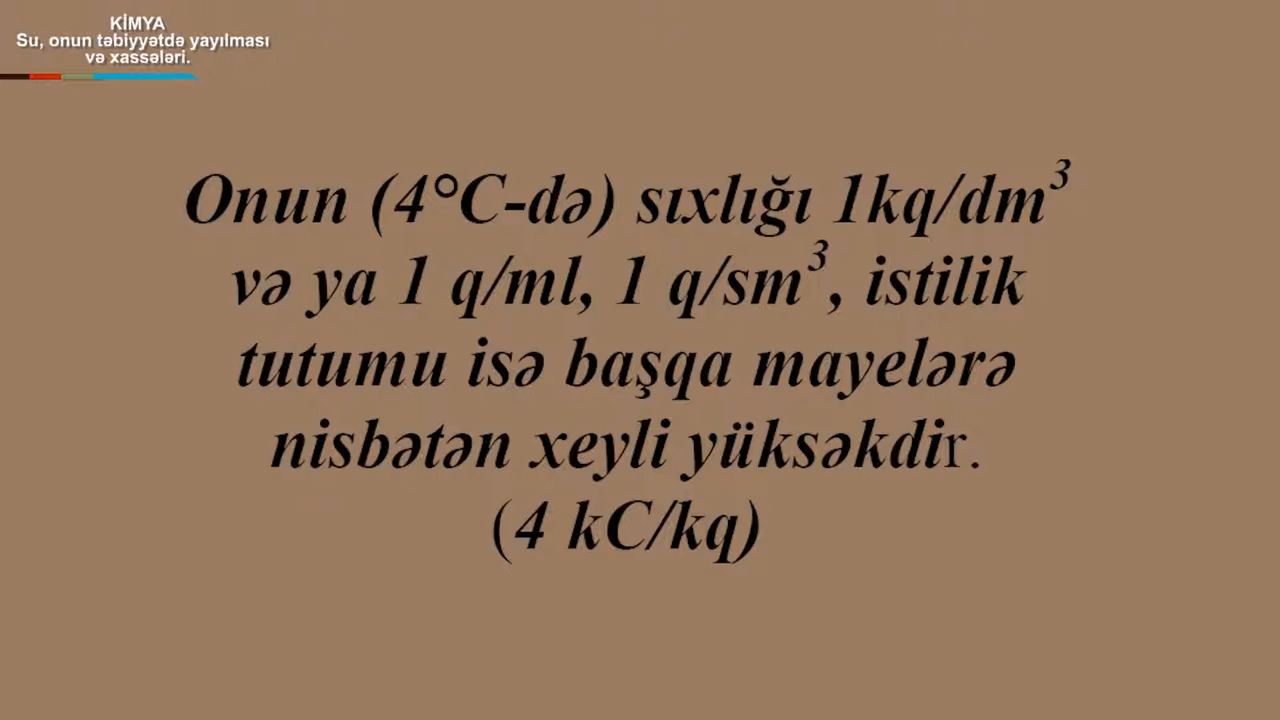 KİMYA
Su, onun təbiyyətdə yayılması
və xassələri.
Onun (4°C-də) sıxlığı 1kq/dm³
və ya 1 q/ml, 1 q/sm³, istilik
tutumu isə başqa mayelərə
nisbətən xeyli yüksəkdir.
(4 kC/kq)